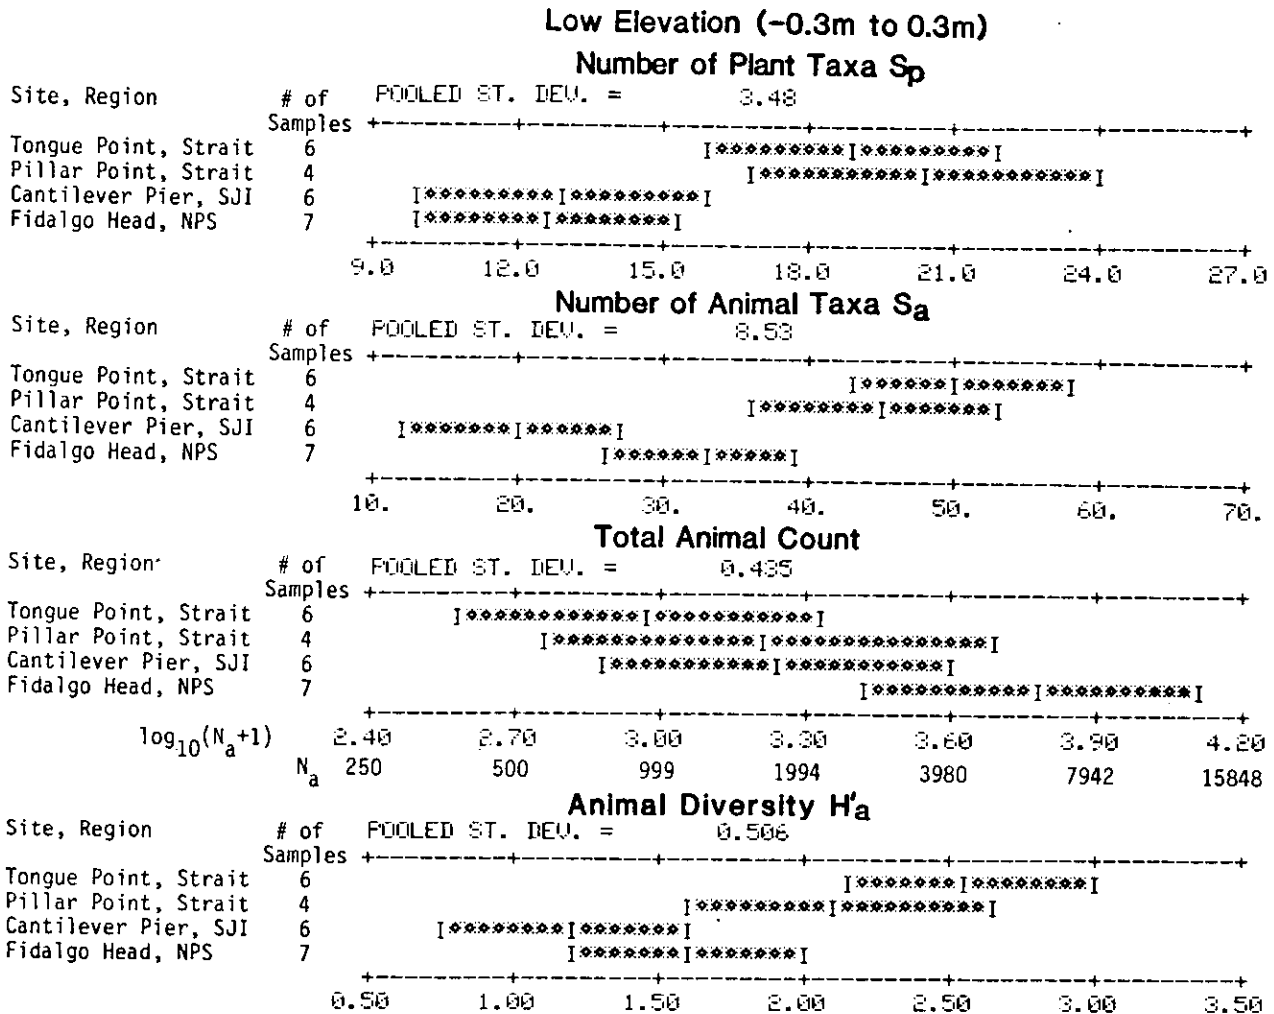 Low Elevation (-0.3m to 0.3m)
Number of Plant Taxa Sp
Site, Region # of Samples POOLED ST. DEV. = 3.48
Tongue Point, Strait 6
Pillar Point, Strait 4
Cantilever Pier, SJI 6
Fidalgo Head, NPS 7
9.0 12.0 15.0 18.0 21.0 24.0 27.0
Number of Animal Taxa Sa
Site, Region # of Samples POOLED ST. DEV. = 8.53
Tongue Point, Strait 6
Pillar Point, Strait 4
Cantilever Pier, SJI 6
Fidalgo Head, NPS 7
10. 20. 30. 40. 50. 60. 70.
Total Animal Count
Site, Region # of Samples POOLED ST. DEV. = 0.435
Tongue Point, Strait 6
Pillar Point, Strait 4
Cantilever Pier, SJI 6
Fidalgo Head, NPS 7
log10(Na+1) 2.40 2.70 3.00 3.30 3.60 3.90 4.20
Na 250 500 999 1994 3980 7942 15848
Animal Diversity H'a
Site, Region # of Samples POOLED ST. DEV. = 0.506
Tongue Point, Strait 6
Pillar Point, Strait 4
Cantilever Pier, SJI 6
Fidalgo Head, NPS 7
0.50 1.00 1.50 2.00 2.50 3.00 3.50